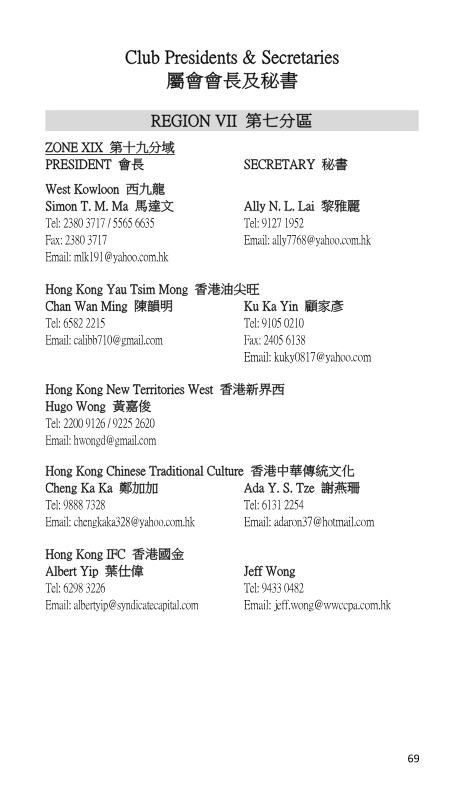 Club Presidents & Secretaries
屬會會長及秘書
REGION VII 第七分區
ZONE XIX 第十九分域
PRESIDENT 會長 SECRETARY 秘書
West Kowloon 西九龍
Simon T. M. Ma 馬達文 Ally N. L. Lai 黎雅麗
Tel: 2380 3717 / 5565 6635 Tel: 9127 1952
Fax: 2380 3717 Email: ally7768@yahoo.com.hk
Email: mlk191@yahoo.com.hk
Hong Kong Yau Tsim Mong 香港油尖旺
Chan Wan Ming 陳韻明 Ku Ka Yin 顧家彥
Tel: 6582 2215 Tel: 9105 0210
Email: calibb710@gmail.com Fax: 2405 6138
Email: kuky0817@yahoo.com
Hong Kong New Territories West 香港新界西
Hugo Wong 黃嘉俊
Tel: 2200 9126 / 9225 2620
Email: hwongd@gmail.com
Hong Kong Chinese Traditional Culture 香港中華傳統文化
Cheng Ka Ka 鄭加加 Ada Y. S. Tze 謝燕珊
Tel: 9888 7328 Tel: 6131 2254
Email: chengkaka328@yahoo.com.hk Email: adaron37@hotmail.com
Hong Kong IFC 香港國金
Albert Yip 葉仕偉 Jeff Wong
Tel: 6298 3226 Tel: 9433 0482
Email: albertyip@syndicatecapital.com Email: jeff.wong@wwccpa.com.hk
69